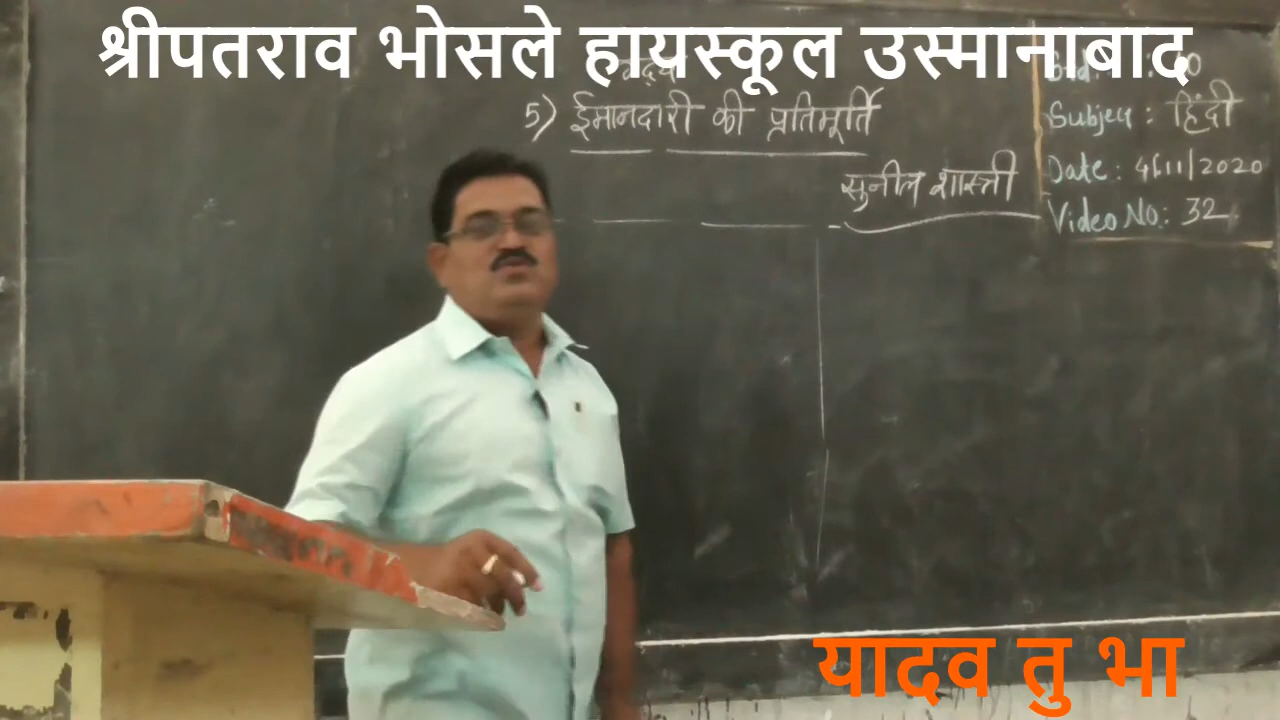 श्रीपतराव भोसले हायस्कूल उस्मानाबाद
5) ईमानदारी की प्रतिमूर्ति
सुनील शास्त्री
Subject : हिंदी
Date : 4/11/2020
Video No: 32
यादव तु भा